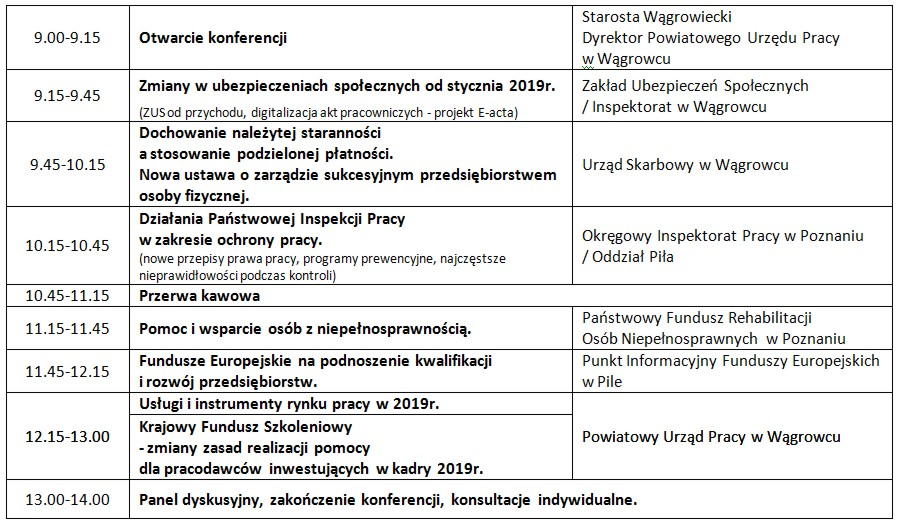 9.00-9.15
Otwarcie konferencji
Starosta Wągrowiecki
Dyrektor Powiatowego Urzędu Pracy
w Wągrowcu
9.15-9.45
Zmiany w ubezpieczeniach społecznych od stycznia 2019r.
(ZUS od przychodu, digitalizacja akt pracowniczych - projekt E-acta)
Zakład Ubezpieczeń Społecznych
/ Inspektorat w Wągrowcu
9.45-10.15
Dochowanie należytej staranności
a stosowanie podzielonej płatności.
Nowa ustawa o zarządzie sukcesyjnym przedsiębiorstwem
osoby fizycznej.
Urząd Skarbowy w Wągrowcu
10.15-10.45
Działania Państwowej Inspekcji Pracy
w zakresie ochrony pracy.
(nowe przepisy prawa pracy, programy prewencyjne, najczęstsze
nieprawidłowości podczas kontroli)
Okręgowy Inspektorat Pracy w Poznaniu
/ Oddział Piła
10.45-11.15
Przerwa kawowa
11.15-11.45
Pomoc i wsparcie osób z niepełnosprawnością.
Państwowy Fundusz Rehabilitacji
Osób Niepełnosprawnych w Poznaniu
11.45-12.15
Fundusze Europejskie na podnoszenie kwalifikacji
i rozwój przedsiębiorstw.
Punkt Informacyjny Funduszy Europejskich
w Pile
12.15-13.00
Usługi i instrumenty rynku pracy w 2019r.
Krajowy Fundusz Szkoleniowy
- zmiany zasad realizacji pomocy
dla pracodawców inwestujących w kadry 2019r.
Powiatowy Urząd Pracy w Wągrowcu
13.00-14.00
Panel dyskusyjny, zakończenie konferencji, konsultacje indywidualne.